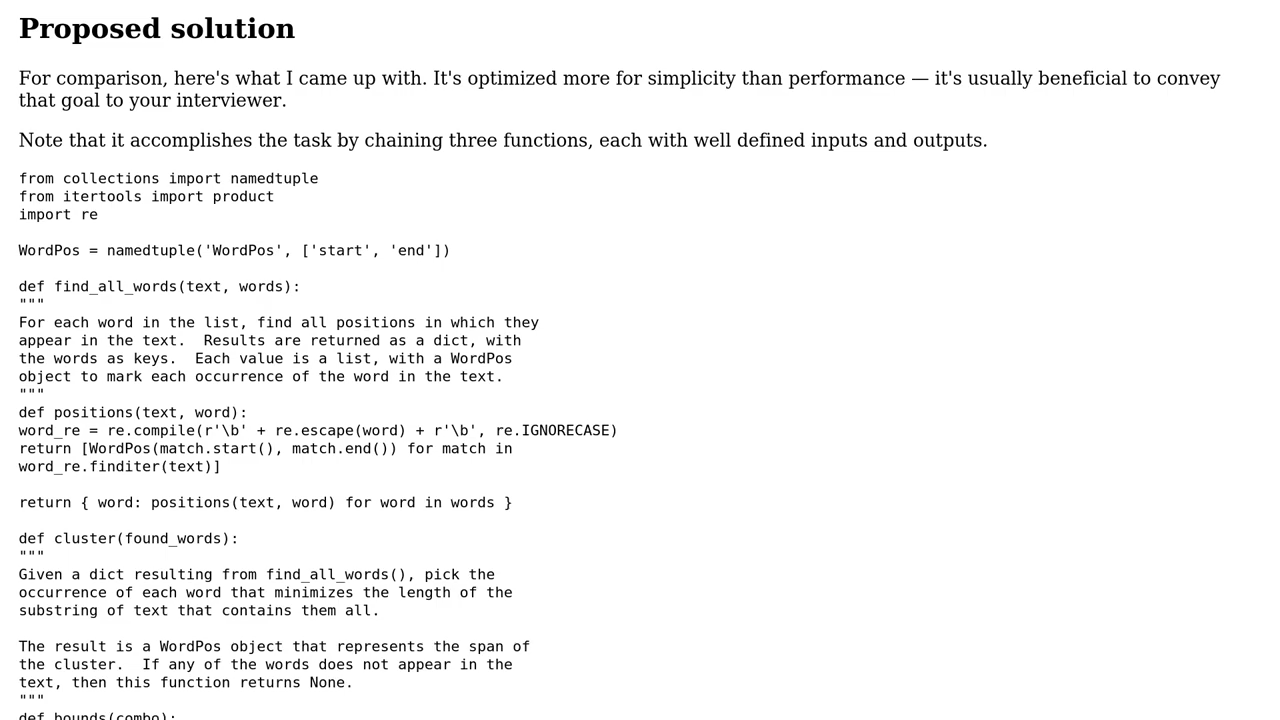 Proposed solution
For comparison, here's what I came up with. It's optimized more for simplicity than performance — it's usually beneficial to convey
that goal to your interviewer.
Note that it accomplishes the task by chaining three functions, each with well defined inputs and outputs.
from collections import namedtuple
from itertools import product
import re
WordPos = namedtuple('WordPos', ['start', 'end'])
def find_all_words(text, words):
"""
For each word in the list, find all positions in which they
appear in the text.  Results are returned as a dict, with
the words as keys.  Each value is a list, with a WordPos
object to mark each occurrence of the word in the text.
"""
def positions(text, word):
word_re = re.compile(r'\b' + re.escape(word) + r'\b', re.IGNORECASE)
return [WordPos(match.start(), match.end()) for match in
word_re.finditer(text)]
return { word: positions(text, word) for word in words }
def cluster(found_words):
"""
Given a dict resulting from find_all_words(), pick the
occurrence of each word that minimizes the length of the
substring of text that contains them all.
The result is a WordPos object that represents the span of
the cluster.  If any of the words does not appear in the
text, then this function returns None.
"""
def bounds(combo):